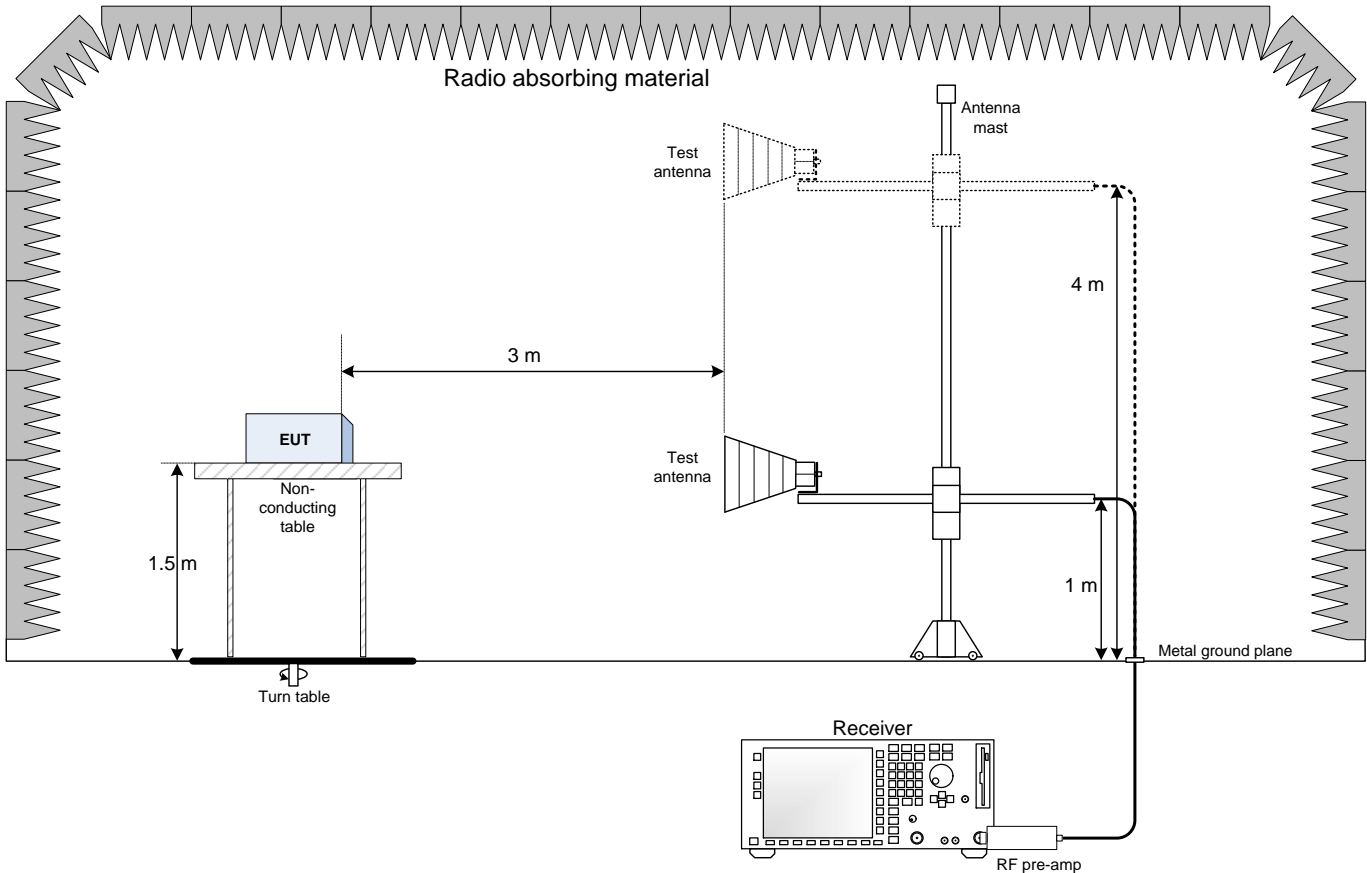 Radio absorbing material
Antenna
mast
Test
antenna
4 m
3 m
EUT
Test
antenna
Non-
conducting
table
1.5 m
1 m
Metal ground plane
Turn table
Receiver
RF pre-amp